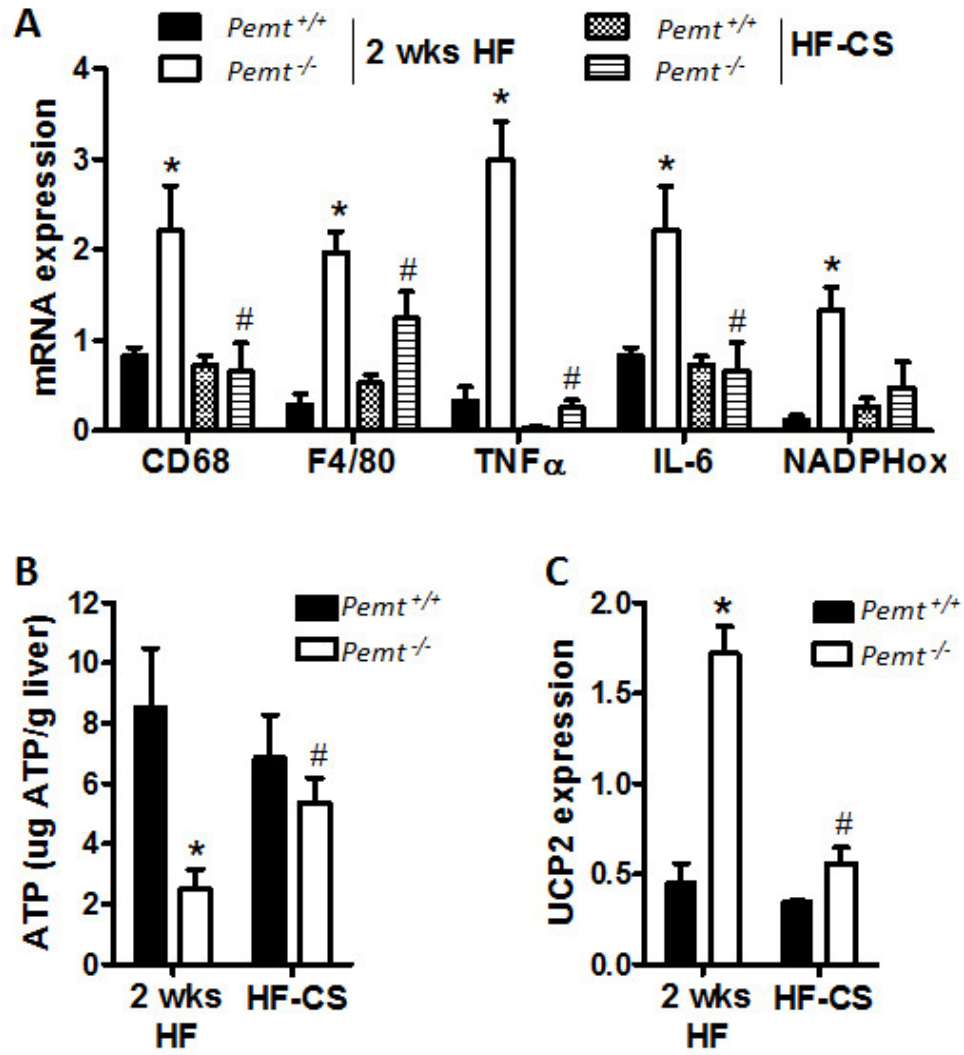 A
Pemt +/+
Pemt -/-
2 wks HF
Pemt +/+
Pemt -/-
HF-CS
mRNA expression
4
3
2
1
0
* * * * *
# # # #
CD68 F4/80 TNFα IL-6 NADPHox
B
Pemt +/+
Pemt -/-
ATP (ug ATP/g liver)
12
10
8
6
4
2
0
*
#
2 wks HF-CS
HF
C
Pemt +/+
Pemt -/-
UCP2 expression
2.0
1.5
1.0
0.5
0.0
*
#
2 wks HF-CS
HF